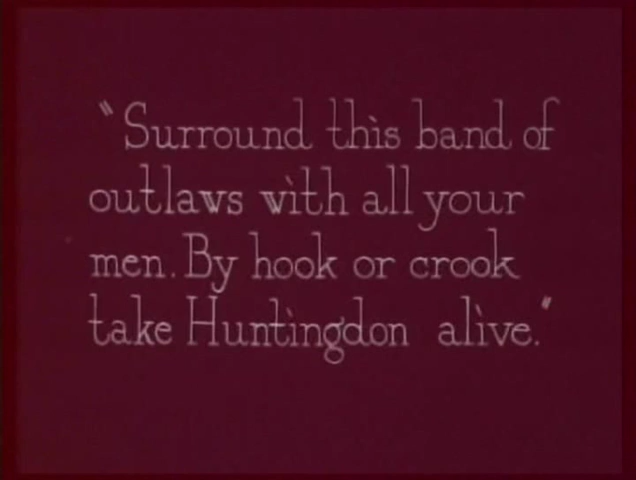 "Surround this band of
outlaws with all your
men. By hook or crook
take Huntingdon alive."